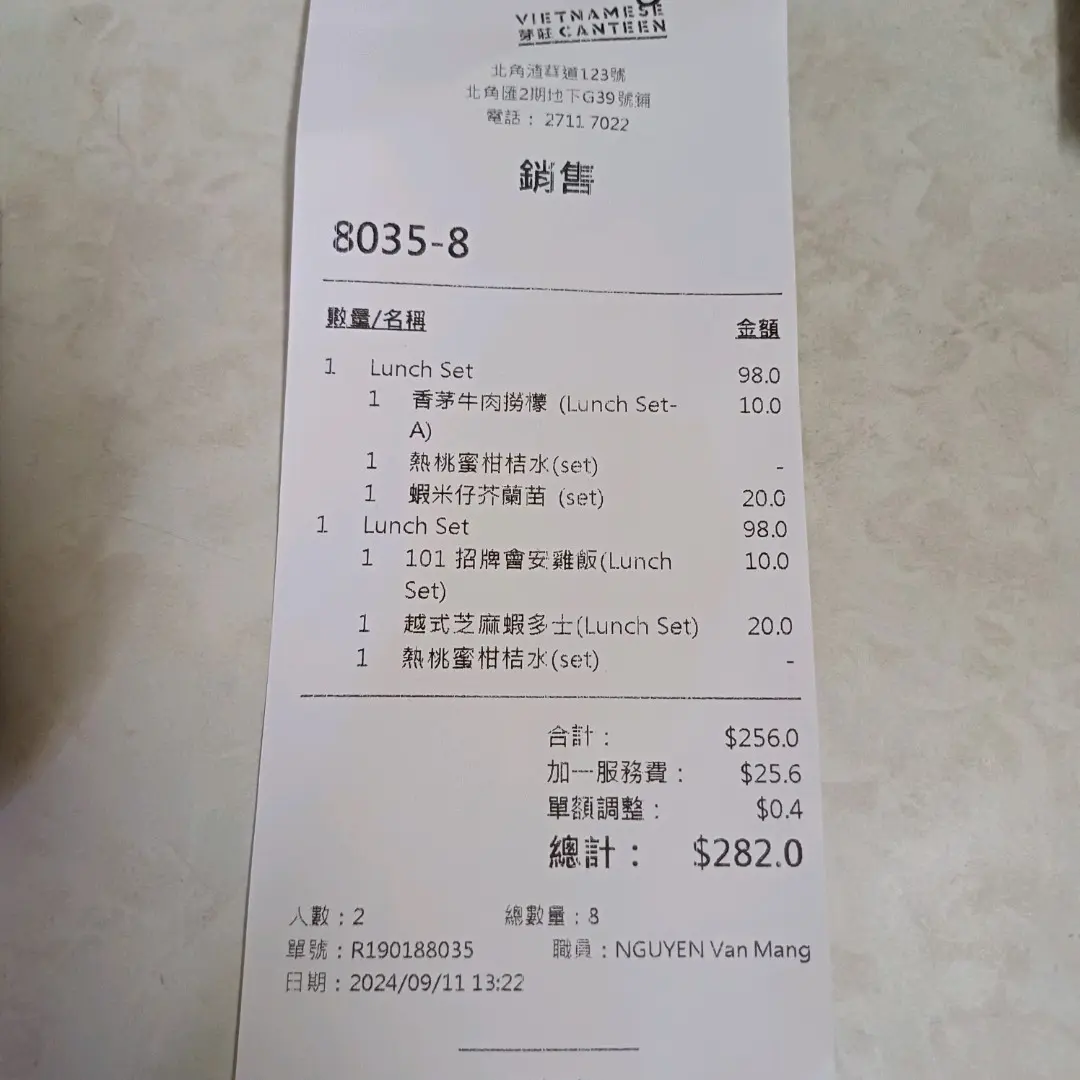 VIETNAMESE
芽莊 CANTEEN
北角渣華道123號
北角匯2期地下G39號鋪
電話： 2711 7022
銷售
8035-8
數量/名稱 金額
1 Lunch Set 98.0
1 香茅牛肉撈檬 (Lunch Set- 10.0
A)
1 熱桃蜜柑桔水(set) -
1 蝦米仔芥蘭苗 (set) 20.0
1 Lunch Set 98.0
1 101 招牌會安雞飯(Lunch 10.0
Set)
1 越式芝麻蝦多士(Lunch Set) 20.0
1 熱桃蜜柑桔水(set) -
合計： $256.0
加一服務費： $25.6
單額調整： $0.4
總計： $282.0
人數：2 總數量：8
單號：R190188035 職員：NGUYEN Van Mang
日期：2024/09/11 13:22